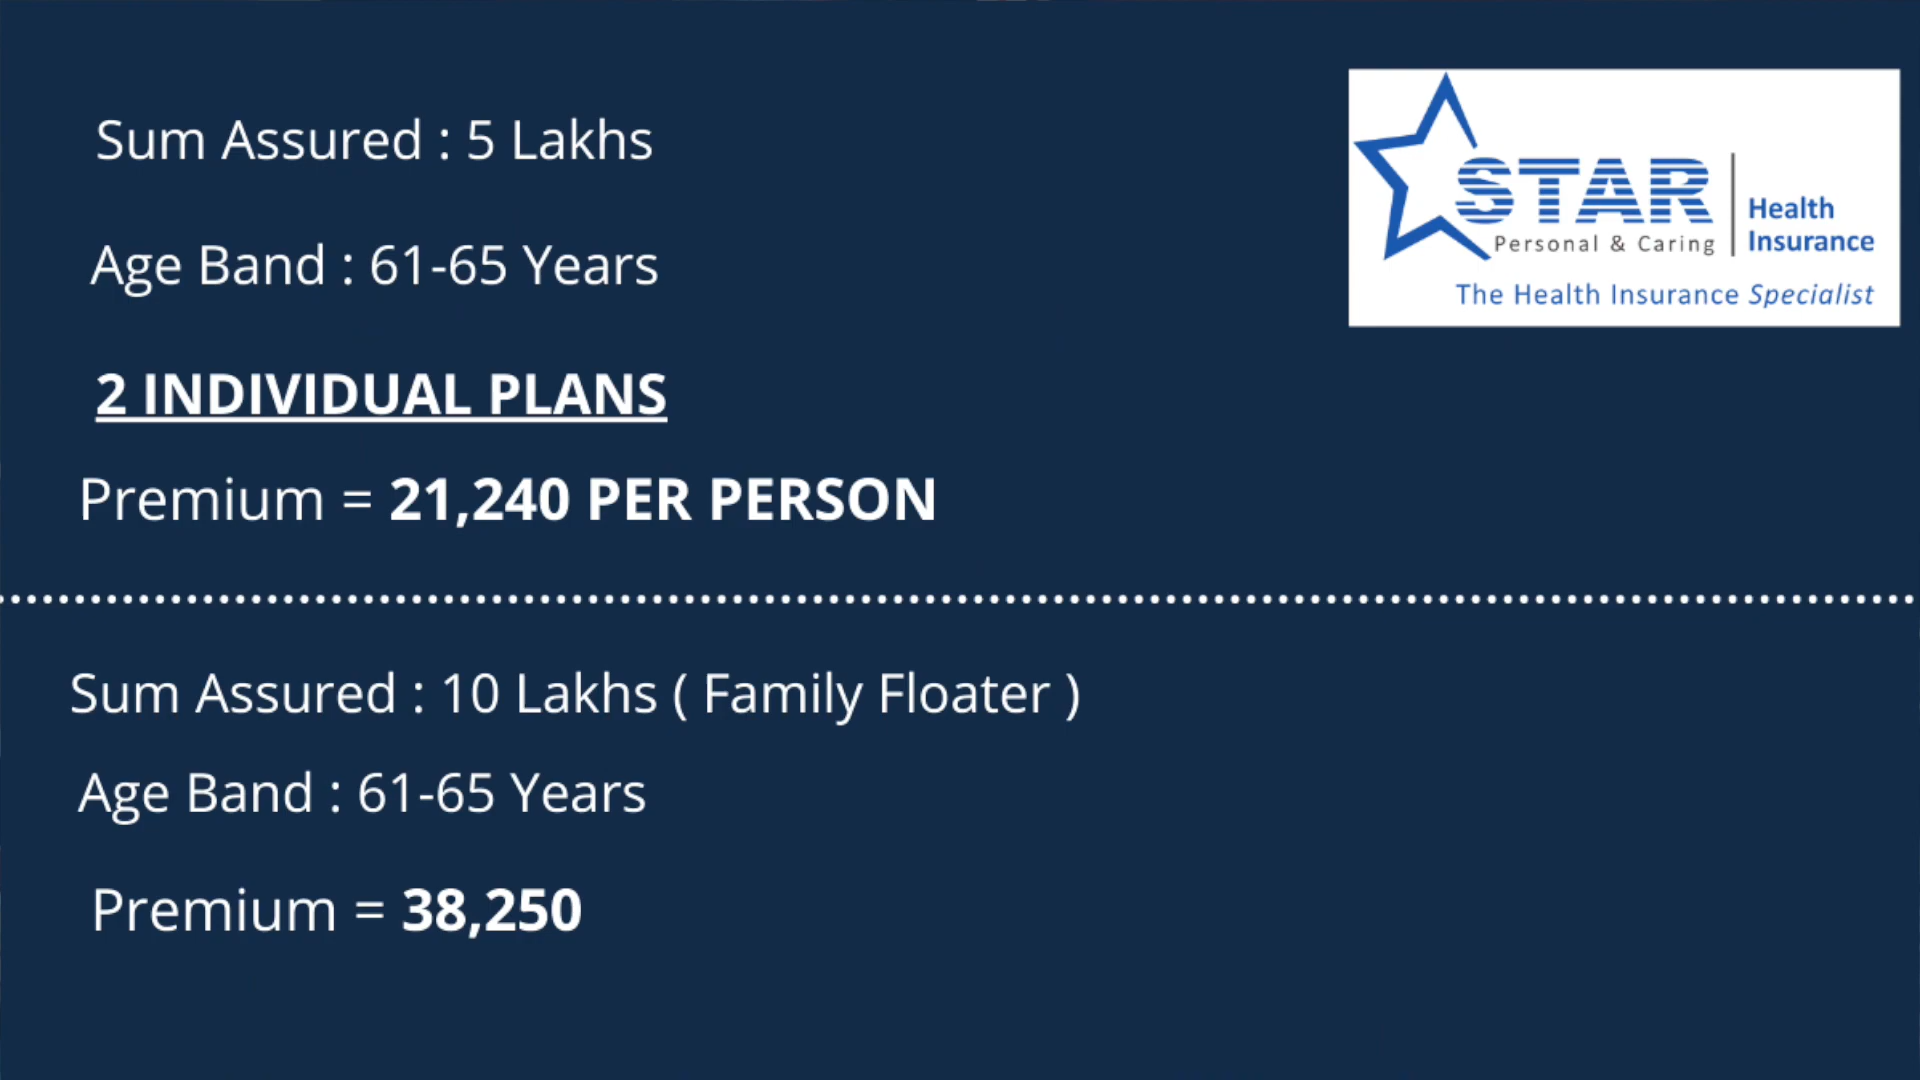 Sum Assured : 5 Lakhs
Age Band : 61-65 Years
2 INDIVIDUAL PLANS
Premium = 21,240 PER PERSON
STAR
Personal & Caring
Health
Insurance
The Health Insurance Specialist
Sum Assured : 10 Lakhs ( Family Floater )
Age Band : 61-65 Years
Premium = 38,250